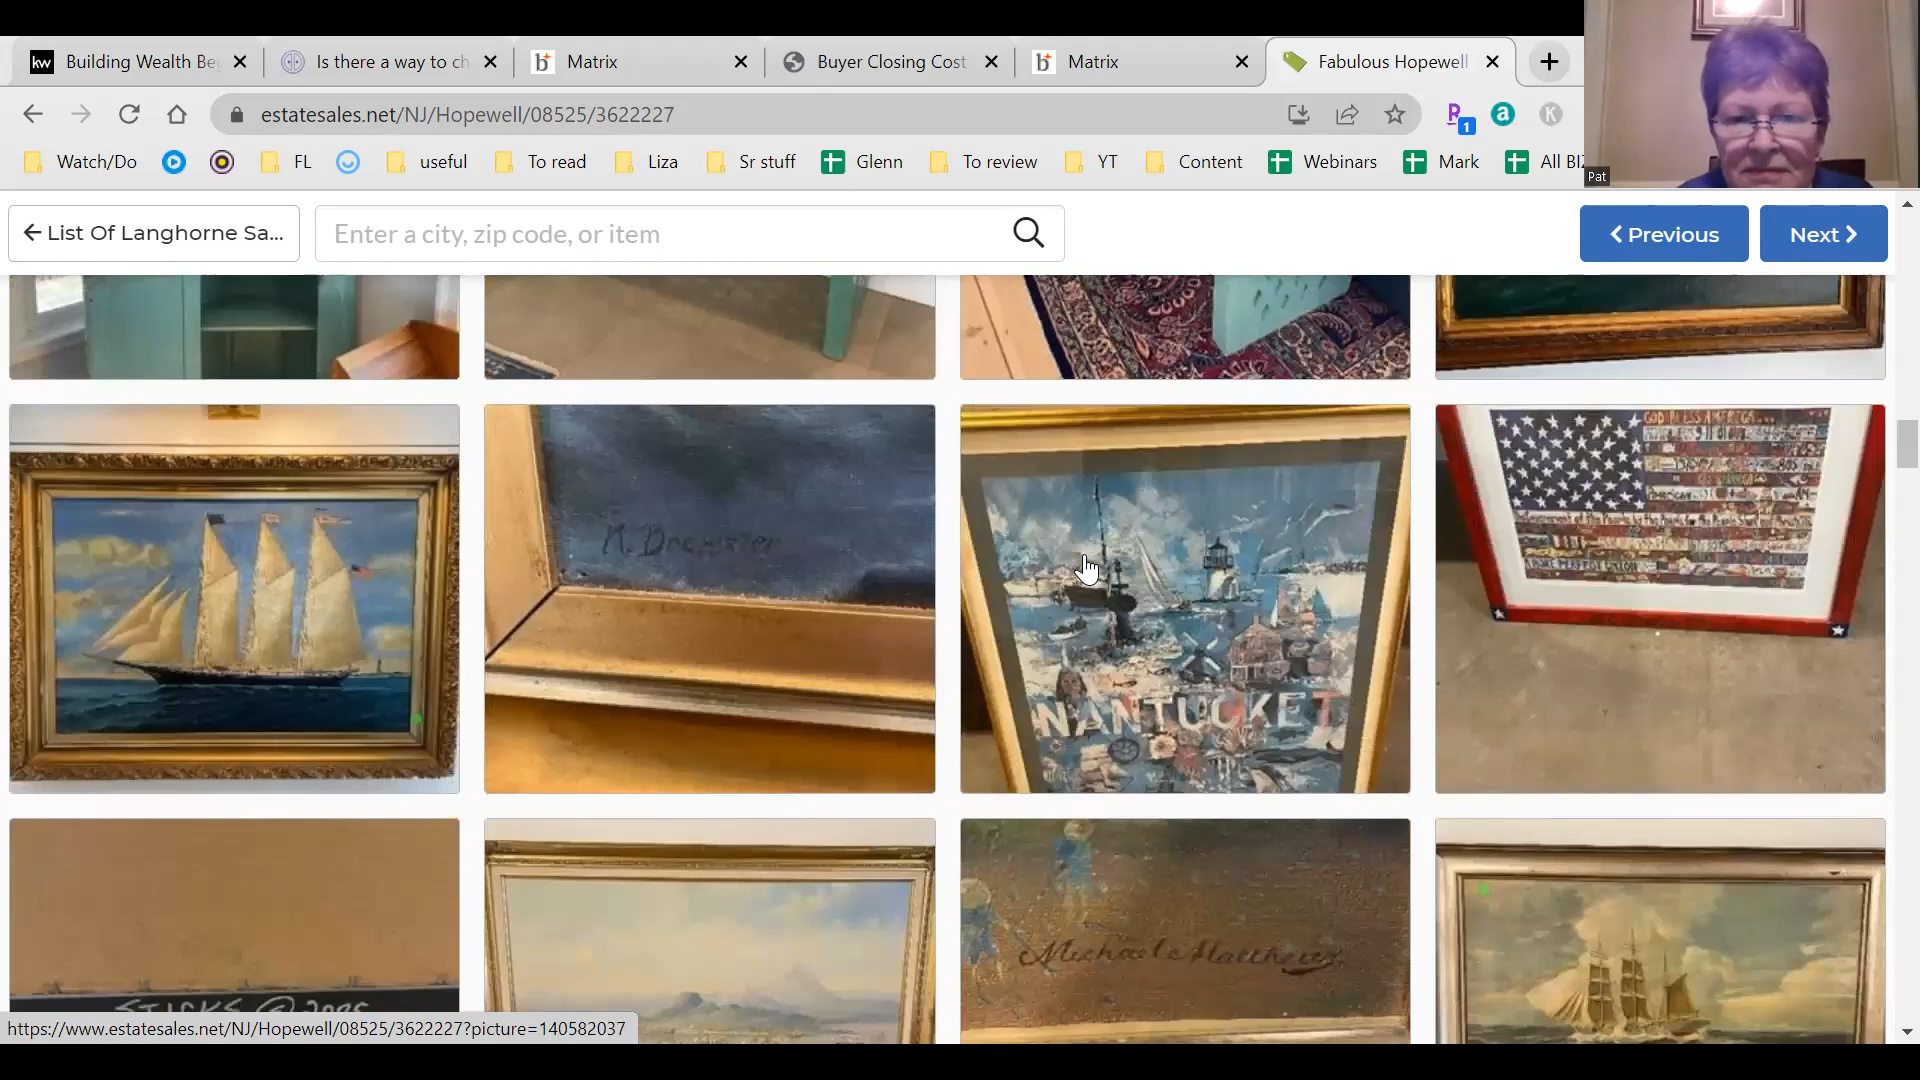 Building Wealth Be
Is there a way to ch
Matrix
Buyer Closing Cost
Matrix
Fabulous Hopewell
estatesales.net/NJ/Hopewell/08525/3622227
1
Watch/Do
FL
useful
To read
Liza
Sr stuff
Glenn
To review
YT
Content
Webinars
Mark
All BIZ
Pat
List Of Langhorne Sa...
Enter a city, zip code, or item
Previous
Next
GOD BLESS AMERICA
NANTUCKET
https://www.estatesales.net/NJ/Hopewell/08525/3622227?picture=140582037